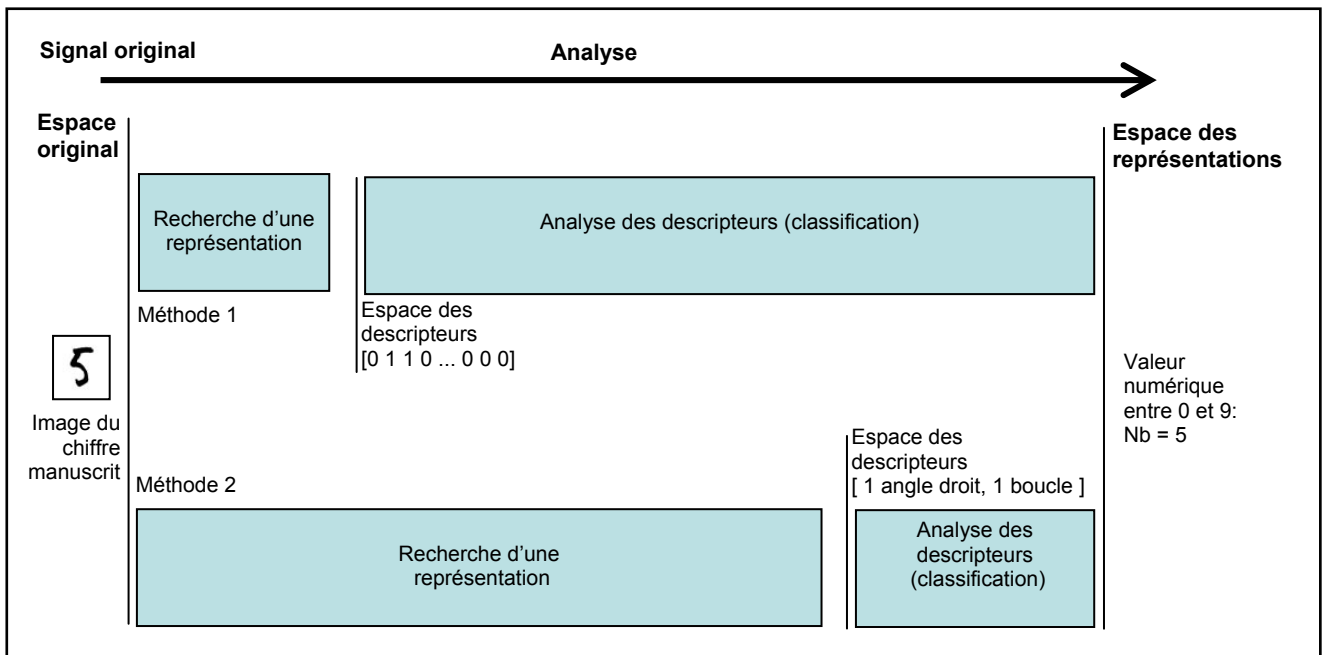 Signal original
Analyse
Espace
original
Espace des
représentations
Recherche d'une
représentation
Analyse des descripteurs (classification)
Méthode 1
Espace des
descripteurs
[0 1 1 0 ... 0 0 0]
5
Image du
chiffre
manuscrit
Valeur
numérique
entre 0 et 9:
Nb = 5
Espace des
descripteurs
[ 1 angle droit, 1 boucle ]
Méthode 2
Recherche d'une
représentation
Analyse des
descripteurs
(classification)